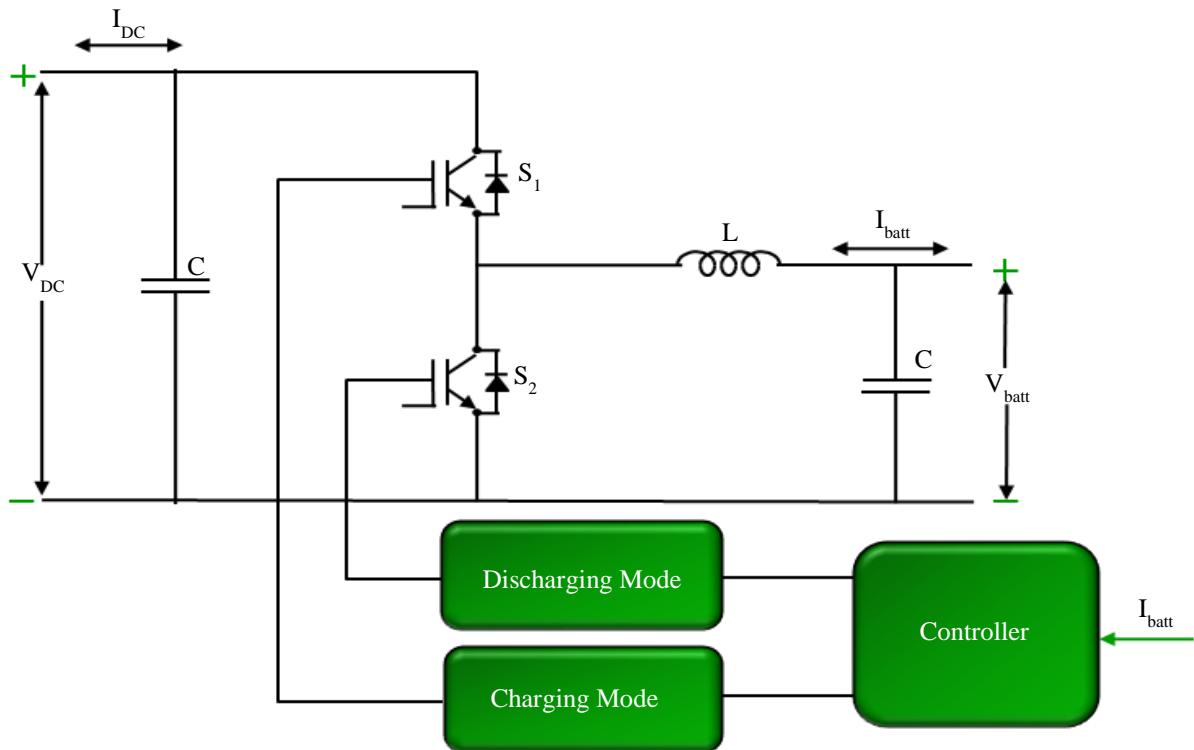 I_DC
+
S_1
L
I_batt
+
V_DC
C
C
S_2
V_batt
−
−
Discharging Mode
Controller
I_batt
Charging Mode